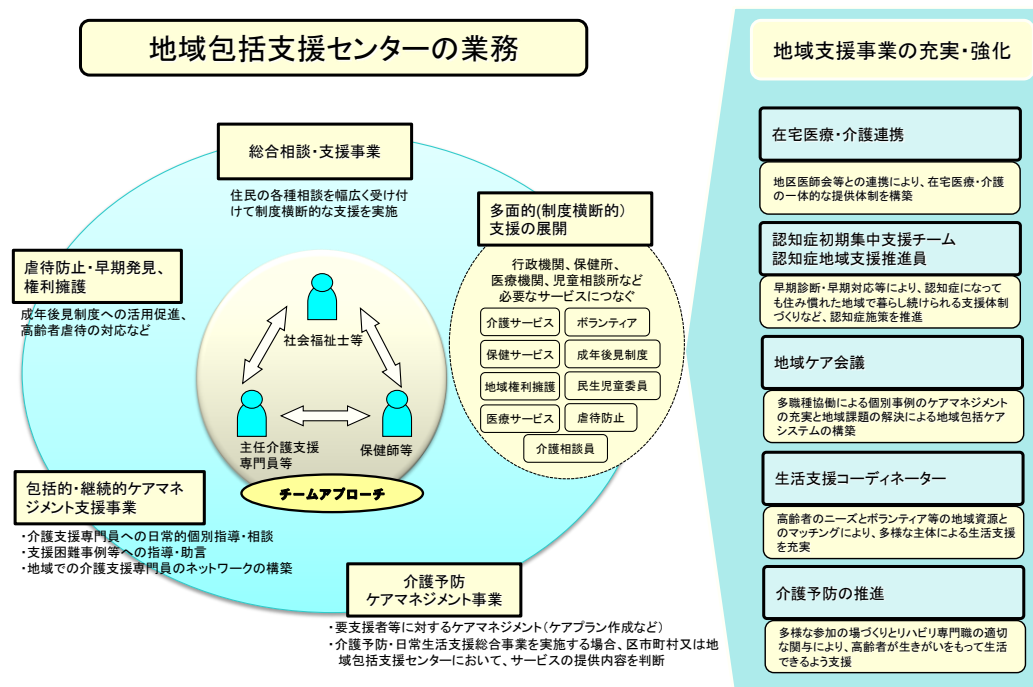 地域包括支援センターの業務
総合相談・支援事業
住民の各種相談を幅広く受け付
けて制度横断的な支援を実施
虐待防止・早期発見、
権利擁護
成年後見制度への活用促進、
高齢者虐待の対応など
多面的(制度横断的)
支援の展開
行政機関、保健所、
医療機関、児童相談所など
必要なサービスにつなぐ
介護サービス
ボランティア
保健サービス
成年後見制度
地域権利擁護
民生児童委員
医療サービス
虐待防止
介護相談員
社会福祉士等
主任介護支援
専門員等
保健師等
チームアプローチ
包括的・継続的ケアマネ
ジメント支援事業
・介護支援専門員への日常的個別指導・相談
・支援困難事例等への指導・助言
・地域での介護支援専門員のネットワークの構築
介護予防
ケアマネジメント事業
・要支援者等に対するケアマネジメント(ケアプラン作成など)
・介護予防・日常生活支援総合事業を実施する場合、区市町村又は地
域包括支援センターにおいて、サービスの提供内容を判断
地域支援事業の充実・強化
在宅医療・介護連携
地区医師会等との連携により、在宅医療・介護
の一体的な提供体制を構築
認知症初期集中支援チーム
認知症地域支援推進員
早期診断・早期対応等により、認知症になって
も住み慣れた地域で暮らし続けられる支援体制
づくりなど、認知症施策を推進
地域ケア会議
多職種協働による個別事例のケアマネジメント
の充実と地域課題の解決による地域包括ケア
システムの構築
生活支援コーディネーター
高齢者のニーズとボランティア等の地域資源と
のマッチングにより、多様な主体による生活支援
を充実
介護予防の推進
多様な参加の場づくりとリハビリ専門職の適切
な関与により、高齢者が生きがいをもって生活
できるよう支援